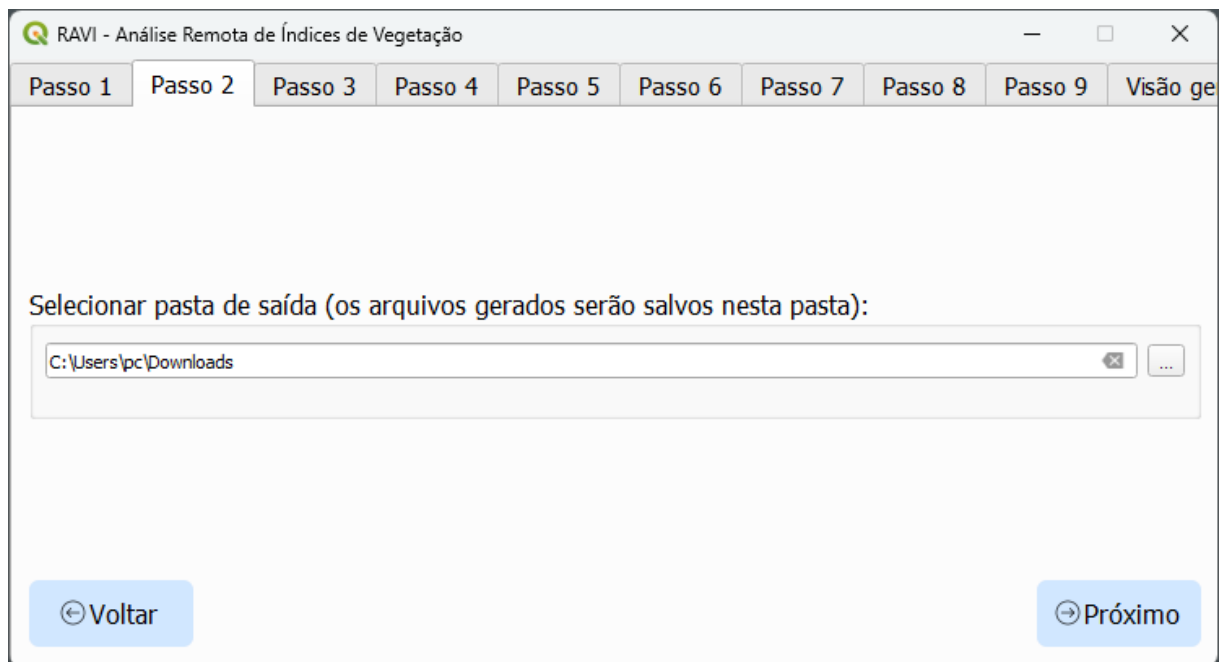 RAVI - Análise Remota de Índices de Vegetação
Passo 1 Passo 2 Passo 3 Passo 4 Passo 5 Passo 6 Passo 7 Passo 8 Passo 9 Visão ge
Selecionar pasta de saída (os arquivos gerados serão salvos nesta pasta):
C:\Users\pc\Downloads
...
Voltar Próximo